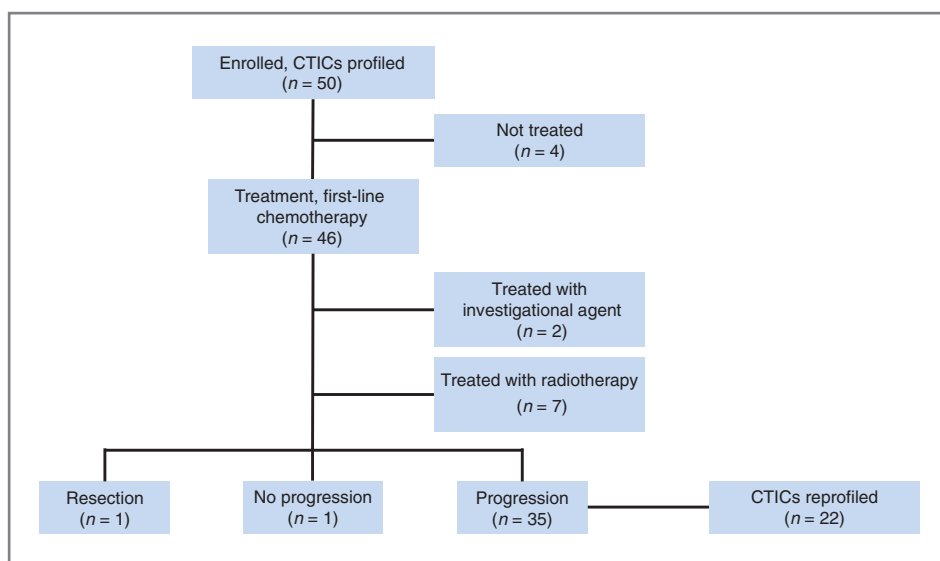 Enrolled, CTICs profiled
(n = 50)
Not treated
(n = 4)
Treatment, first-line
chemotherapy
(n = 46)
Treated with
investigational agent
(n = 2)
Treated with radiotherapy
(n = 7)
Resection
(n = 1)
No progression
(n = 1)
Progression
(n = 35)
CTICs reprofiled
(n = 22)